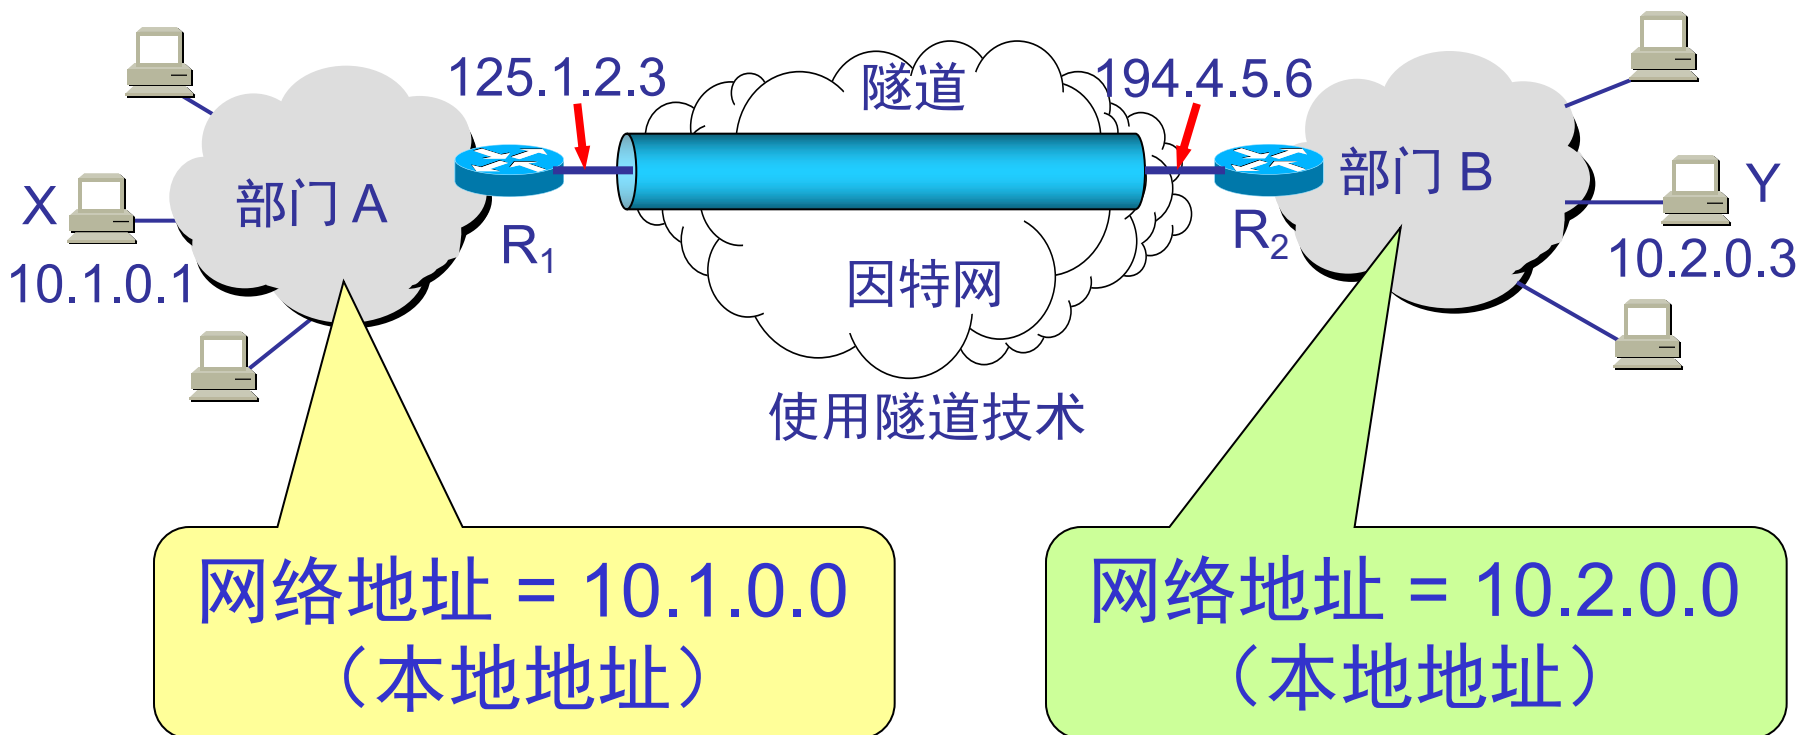 125.1.2.3
隧道
194.4.5.6
X
部门 A
部门 B
Y
10.1.0.1
R1
因特网
R2
10.2.0.3
使用隧道技术
网络地址 = 10.1.0.0
（本地地址）
网络地址 = 10.2.0.0
（本地地址）